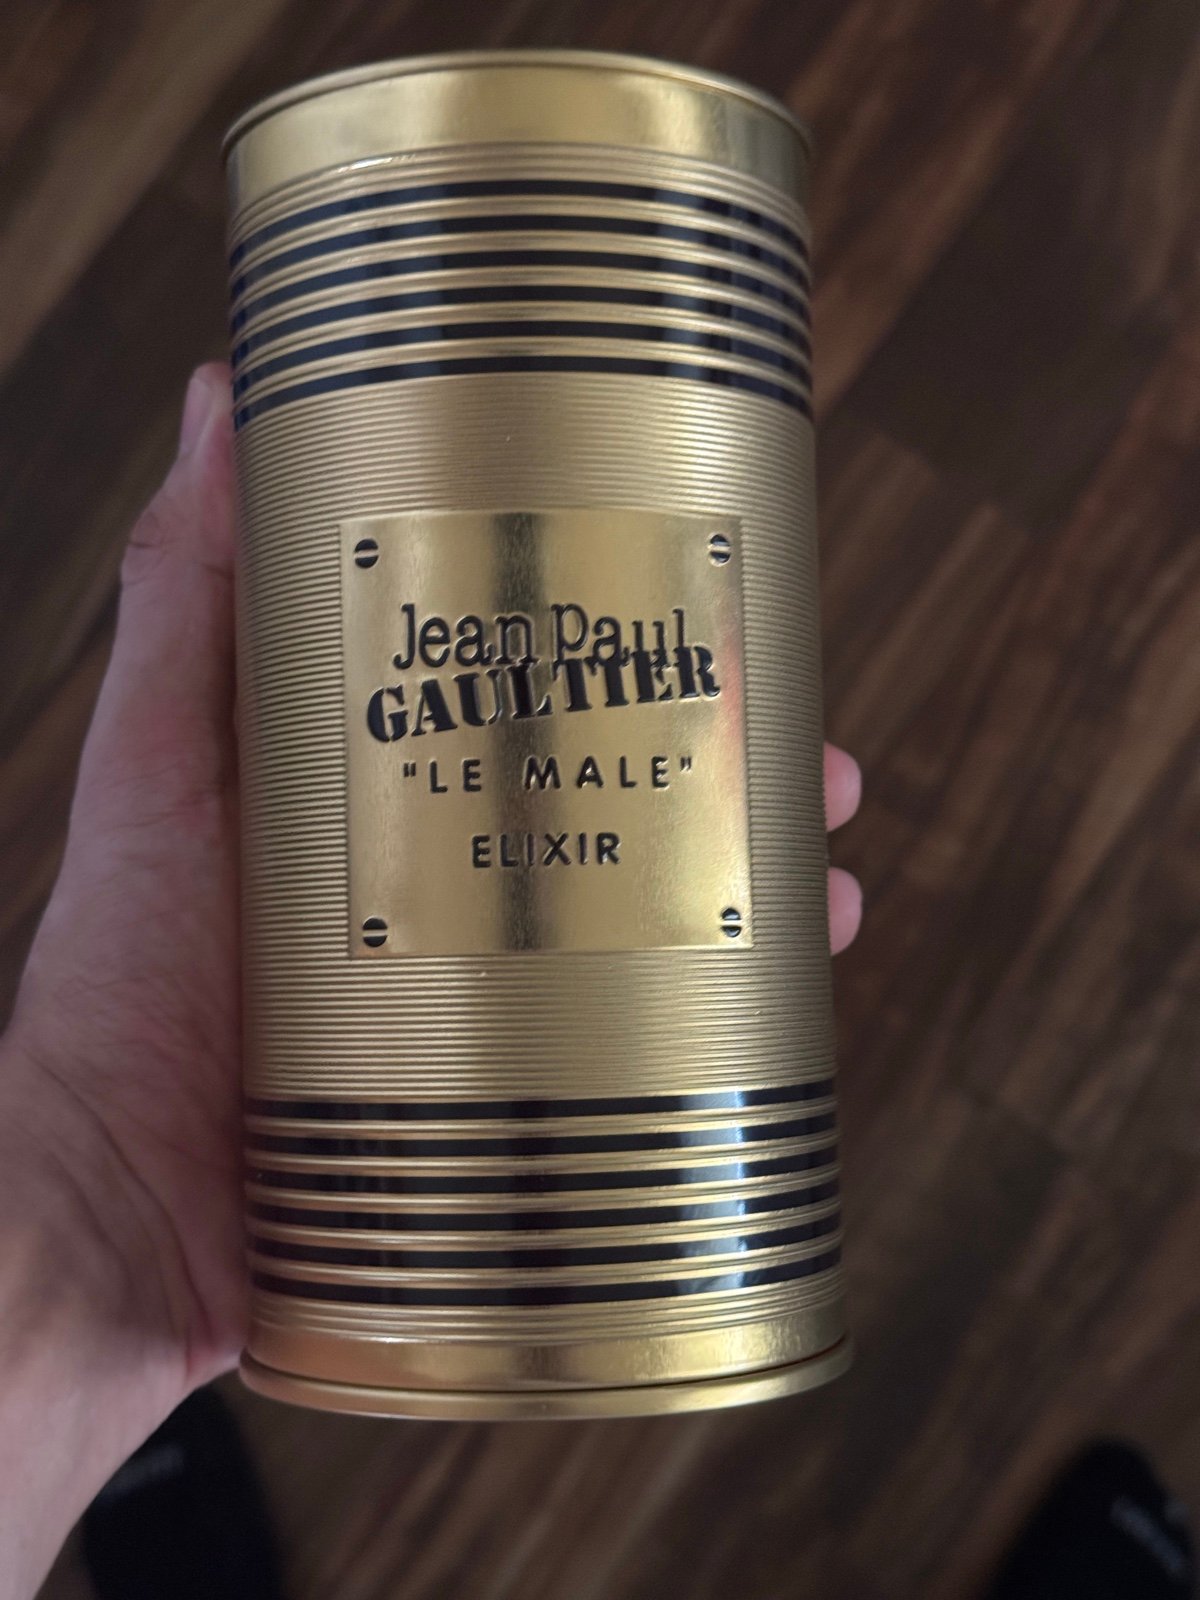 Jean Paul
GAULTIER
"LE MALE"
ELIXIR